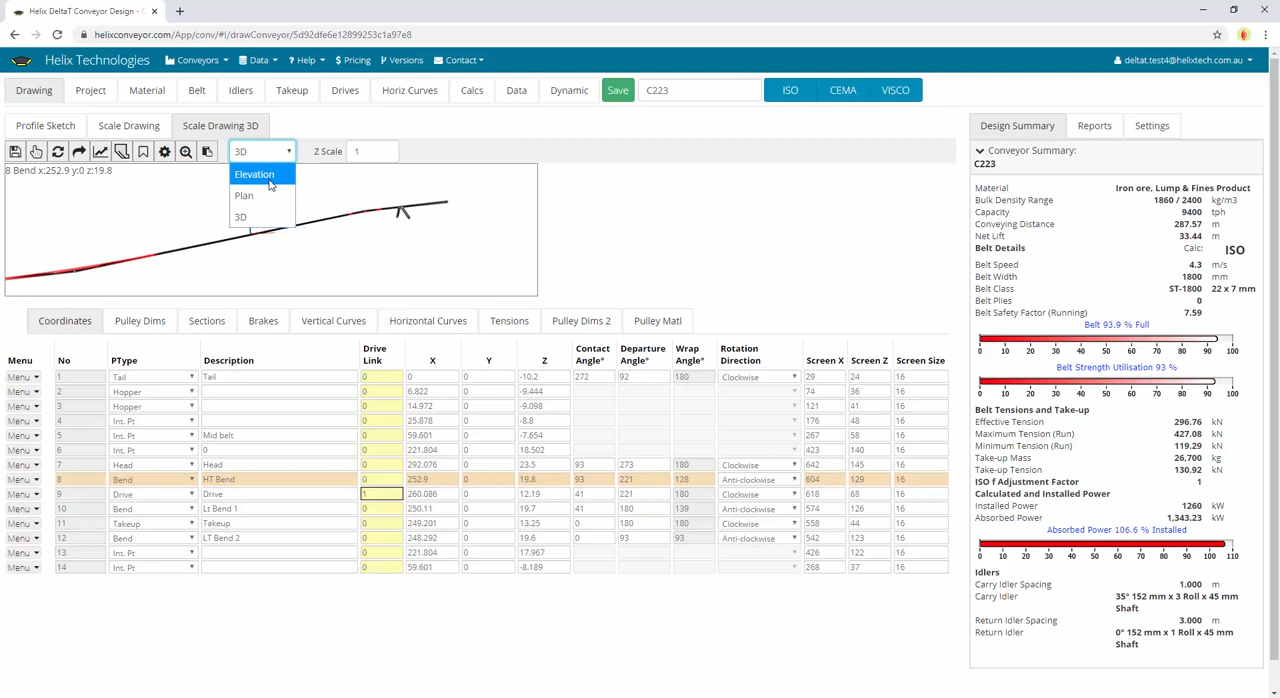 Helix DeltaT Conveyor Design - C
helixconveyor.com/App/conv/#!/drawConveyor/5d92dfe6e12899253c1a97e8
Helix Technologies Conveyors Data Help Pricing Versions Contact deltat.test4@helixtech.com.au
Drawing Project Material Belt Idlers Takeup Drives Horiz Curves Calcs Data Dynamic Save C223 ISO CEMA VISCO
Profile Sketch Scale Drawing Scale Drawing 3D
3D Z Scale 1
8 Bend x:252.9 y:0 z:19.8
Elevation
Plan
3D
Coordinates Pulley Dims Sections Brakes Vertical Curves Horizontal Curves Tensions Pulley Dims 2 Pulley Matl
Menu No PType Description Drive Link X Y Z Contact Angle° Departure Angle° Wrap Angle° Rotation Direction Screen X Screen Z Screen Size
Menu 1 Tail Tail 0 0 0 -10.2 272 92 180 Clockwise 29 24 16
Menu 2 Hopper 0 6.822 0 -9.444 74 36 16
Menu 3 Hopper 0 14.972 0 -9.098 121 41 16
Menu 4 Int. Pt 0 25.878 0 -8.8 176 48 16
Menu 5 Int. Pt Mid belt 0 59.601 0 -7.654 267 58 16
Menu 6 Int. Pt 0 0 221.804 0 18.502 423 140 16
Menu 7 Head Head 0 292.076 0 23.5 93 273 180 Clockwise 642 145 16
Menu 8 Bend HT Bend 0 252.9 0 19.8 93 221 128 Anti-clockwise 604 129 16
Menu 9 Drive Drive 1 260.086 0 12.19 41 221 180 Clockwise 618 68 16
Menu 10 Bend Lt Bend 1 0 250.11 0 19.7 41 180 139 Anti-clockwise 574 126 16
Menu 11 Takeup Takeup 0 249.201 0 13.25 0 180 180 Clockwise 558 44 16
Menu 12 Bend LT Bend 2 0 248.292 0 19.6 0 93 93 Anti-clockwise 542 123 16
Menu 13 Int. Pt 0 221.804 0 17.967 426 122 16
Menu 14 Int. Pt 0 59.601 0 -8.189 268 37 16
Design Summary Reports Settings
Conveyor Summary:
C223
Material Iron ore, Lump & Fines Product
Bulk Density Range 1860 / 2400 kg/m3
Capacity 9400 tph
Conveying Distance 287.57 m
Net Lift 33.44 m
Belt Details Calc: ISO
Belt Speed 4.3 m/s
Belt Width 1800 mm
Belt Class ST-1800 22 x 7 mm
Belt Plies 0
Belt Safety Factor (Running) 7.59
Belt 93.9 % Full
0 10 20 30 40 50 60 70 80 90 100
Belt Strength Utilisation 93 %
0 10 20 30 40 50 60 70 80 90 100
Belt Tensions and Take-up
Effective Tension 296.76 kN
Maximum Tension (Run) 427.08 kN
Minimum Tension (Run) 119.29 kN
Take-up Mass 26,700 kg
Take-up Tension 130.92 kN
ISO f Adjustment Factor 1
Calculated and Installed Power
Installed Power 1260 kW
Absorbed Power 1,343.23 kW
Absorbed Power 106.6 % Installed
0 10 20 30 40 50 60 70 80 90 100 110
Idlers
Carry Idler Spacing 1.000 m
Carry Idler 35° 152 mm x 3 Roll x 45 mm
Shaft
Return Idler Spacing 3.000 m
Return Idler 0° 152 mm x 1 Roll x 45 mm
Shaft